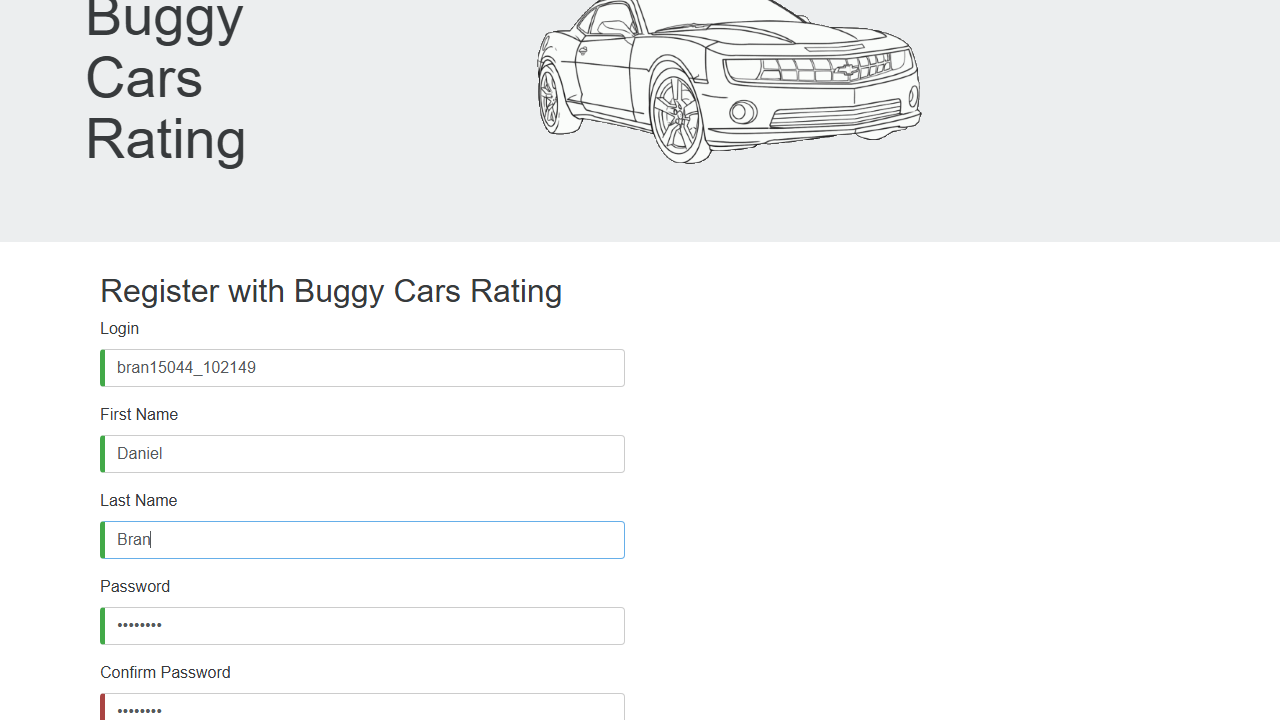 Buggy
Cars
Rating
Register with Buggy Cars Rating
Login
bran15044_102149
First Name
Daniel
Last Name
Bran
Password
••••••••
Confirm Password
••••••••